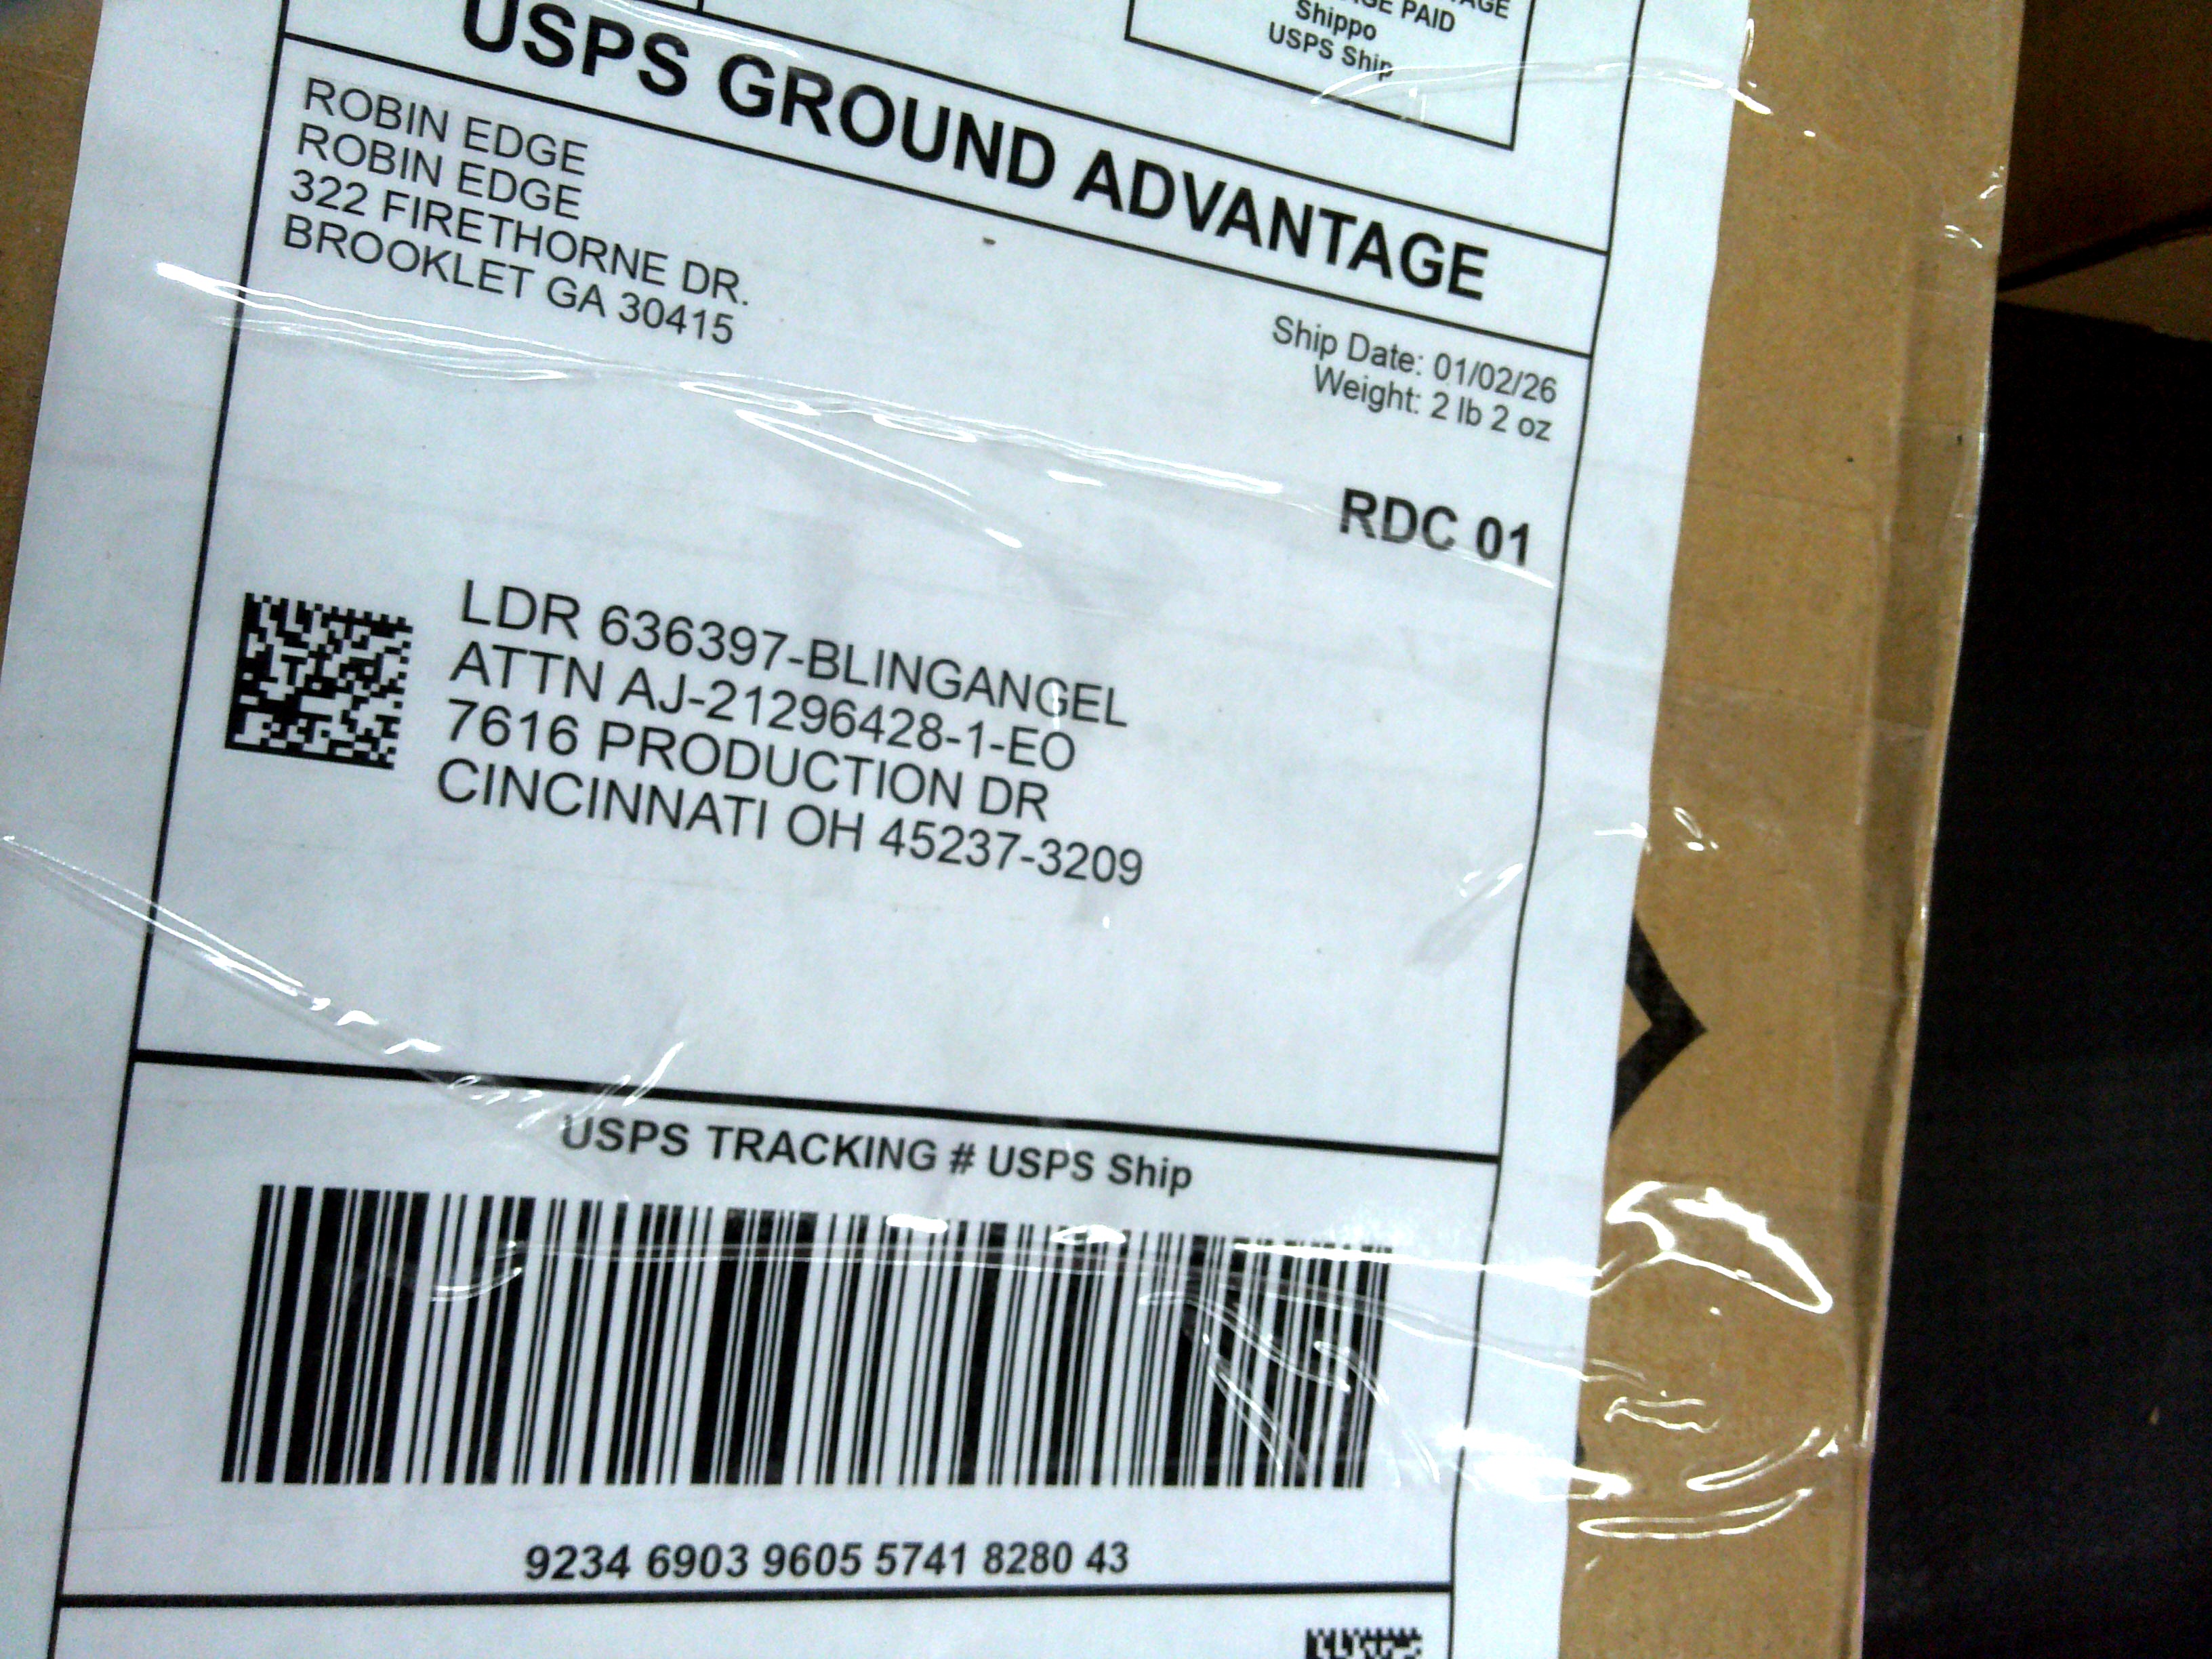 PAID
Shippo
USPS Ship
USPS GROUND ADVANTAGE
ROBIN EDGE
ROBIN EDGE
322 FIRETHORNE DR.
BROOKLET GA 30415
Ship Date: 01/02/26
Weight: 2 lb 2 oz
RDC 01
LDR 636397-BLINGANGEL
ATTN AJ-21296428-1-EO
7616 PRODUCTION DR
CINCINNATI OH 45237-3209
USPS TRACKING # USPS Ship
9234 6903 9605 5741 8280 43